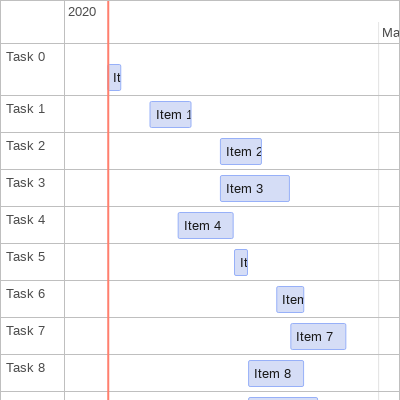 2020
Ma
Task 0
It
Task 1
Item 1
Task 2
Item 2
Task 3
Item 3
Task 4
Item 4
Task 5
It
Task 6
Item
Task 7
Item 7
Task 8
Item 8